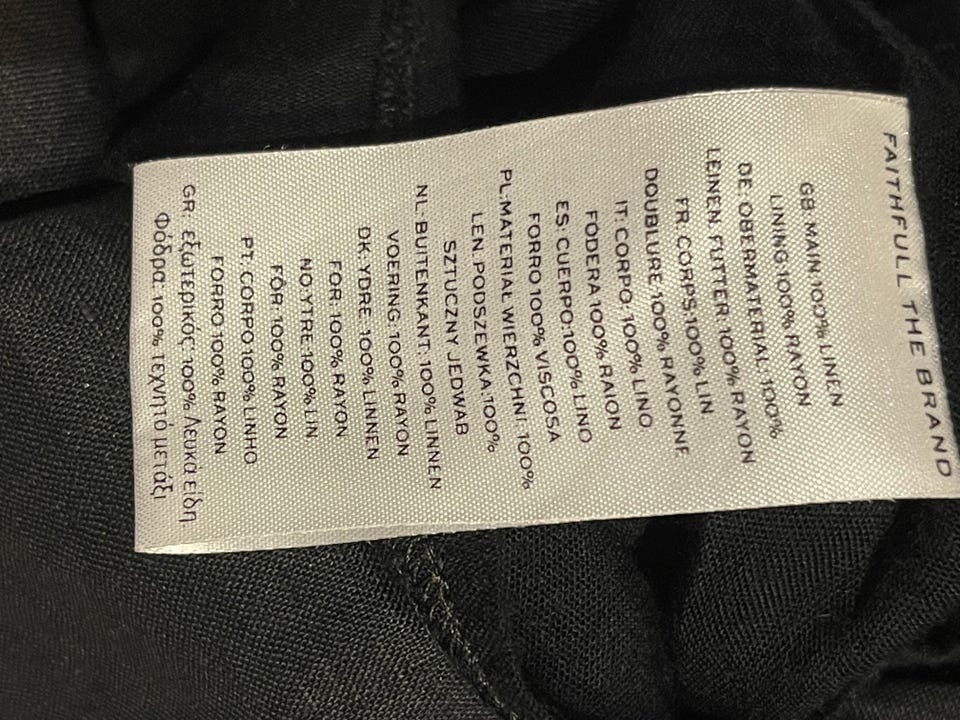 FAITHFULL THE BRAND
GB: MAIN:100% LINEN
LINING:100% RAYON
DE: OBERMATERIAL: 100%
LEINEN, FUTTER: 100% RAYON
FR: CORPS:100% LIN
DOUBLURE:100% RAYONNE
IT: CORPO: 100% LINO
FODERA 100% RAION
ES: CUERPO:100% LINO
FORRO 100% VISCOSA
PL:MATERIAŁ WIERZCHNI: 100%
LEN, PODSZEWKA:100%
SZTUCZNY JEDWAB
NL:BUITENKANT: 100% LINNEN
VOERING: 100% RAYON
DK:YDRE: 100% LINNEN
FOR: 100% RAYON
NO:YTRE:100% LIN
FÔR: 100% RAYON
PT: CORPO:100% LINHO
FORRO:100% RAYON
GR: εξωτερικός: 100% Λευκά είδη
Φόδρα: 100% τεχνητό μετάξι